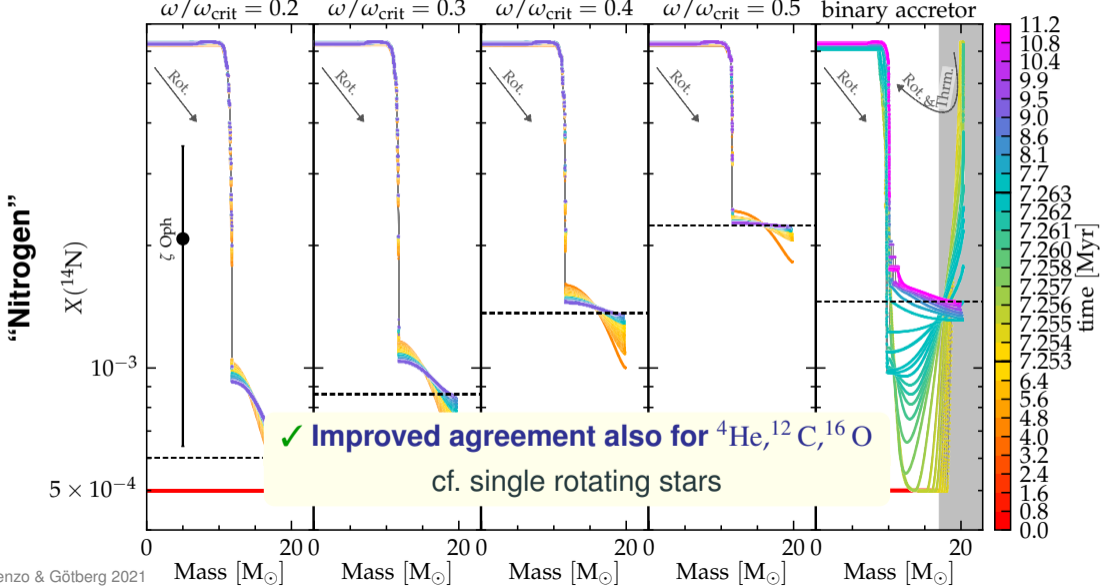 ω/ω_crit = 0.2
ω/ω_crit = 0.3
ω/ω_crit = 0.4
ω/ω_crit = 0.5
binary accretor
Rot.
Rot.
Rot.
Rot.
Rot.
Rot.& Thrm.
ζ Oph
“Nitrogen”
X(¹⁴N)
10⁻³
5 × 10⁻⁴
✓ Improved agreement also for ⁴He,¹²C,¹⁶O
cf. single rotating stars
0
20
0
20
0
20
0
20
0
20
Mass [M⊙]
Mass [M⊙]
Mass [M⊙]
Mass [M⊙]
Mass [M⊙]
11.2
10.8
10.4
9.9
9.5
9.0
8.6
8.1
7.7
7.263
7.262
7.261
7.260
7.258
7.257
7.256
7.255
7.254
7.253
6.4
5.6
4.8
4.0
3.2
2.4
1.6
0.8
0.0
time [Myr]
enzo & Götberg 2021